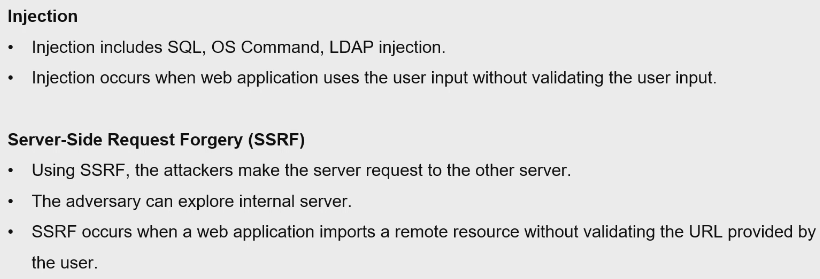 Injection
• Injection includes SQL, OS Command, LDAP injection.
• Injection occurs when web application uses the user input without validating the user input.
Server-Side Request Forgery (SSRF)
• Using SSRF, the attackers make the server request to the other server.
• The adversary can explore internal server.
• SSRF occurs when a web application imports a remote resource without validating the URL provided by
the user.